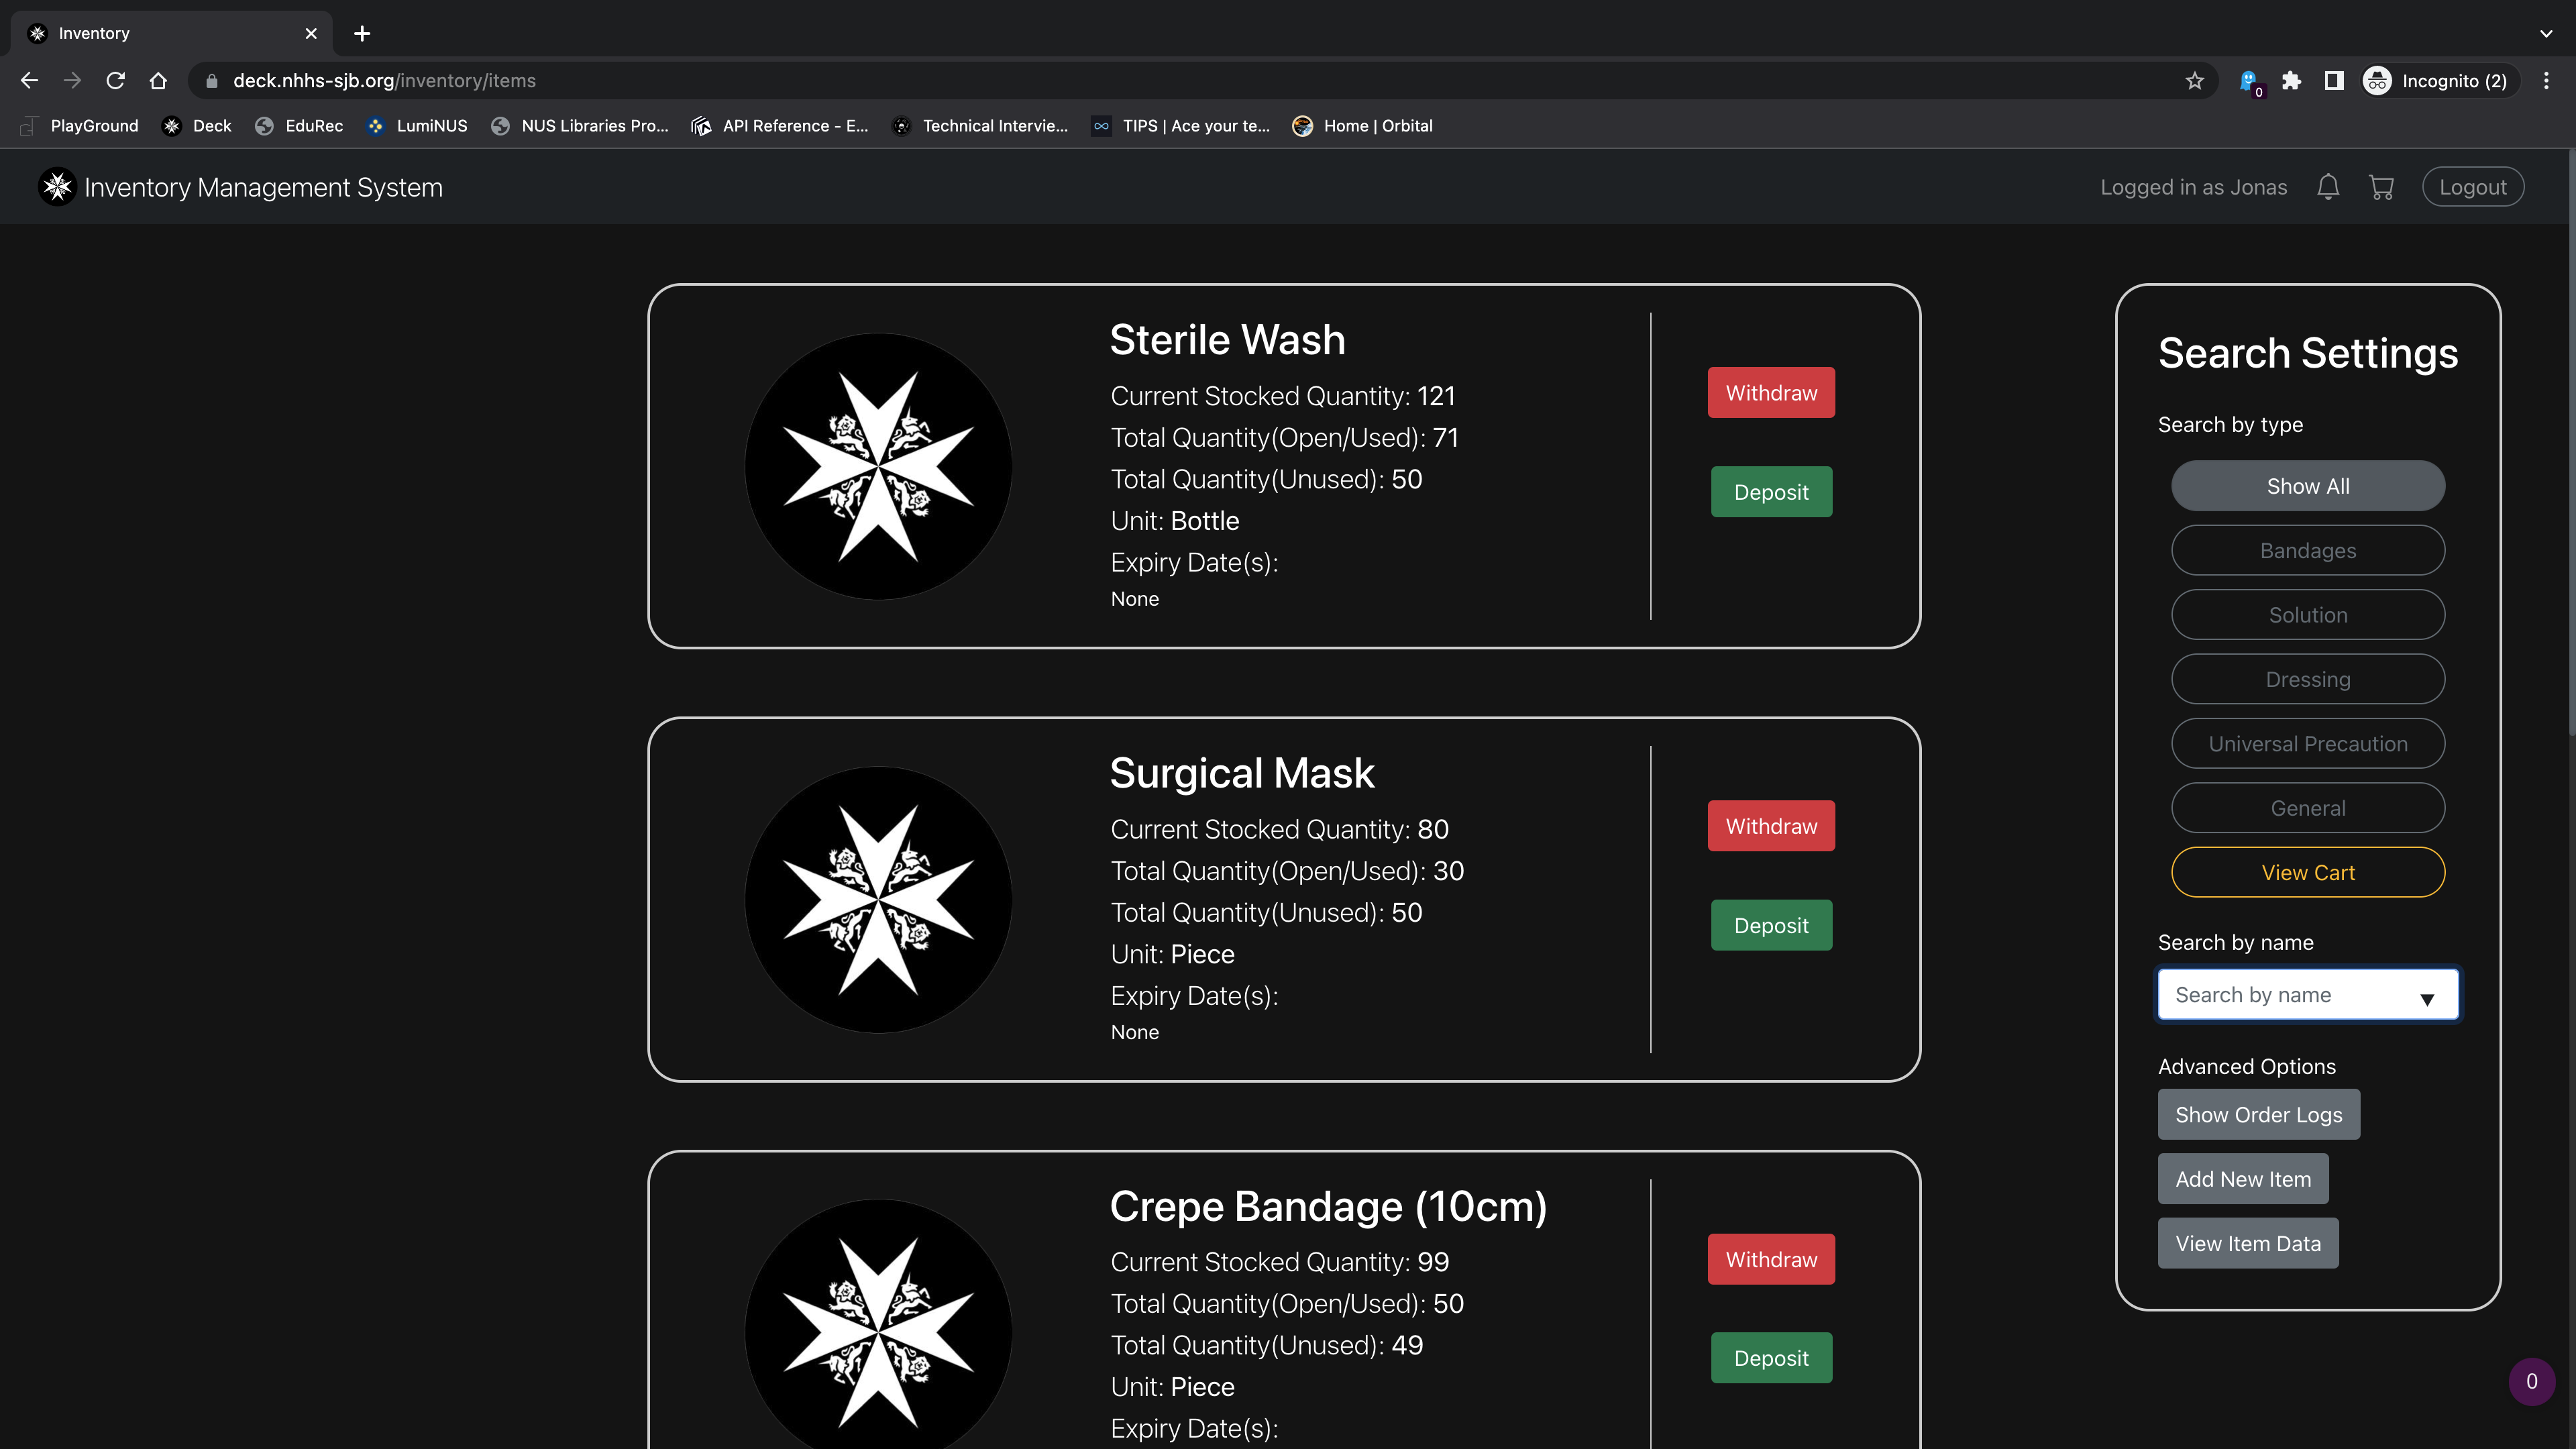 Inventory
deck.nhhs-sjb.org/inventory/items
0
Incognito (2)
PlayGround
Deck
EduRec
LumiNUS
NUS Libraries Pro...
API Reference - E...
Technical Intervie...
TIPS | Ace your te...
Home | Orbital
Inventory Management System
Logged in as Jonas
Logout
Sterile Wash
Current Stocked Quantity: 121
Total Quantity(Open/Used): 71
Total Quantity(Unused): 50
Unit: Bottle
Expiry Date(s):
None
Withdraw
Deposit
Surgical Mask
Current Stocked Quantity: 80
Total Quantity(Open/Used): 30
Total Quantity(Unused): 50
Unit: Piece
Expiry Date(s):
None
Withdraw
Deposit
Crepe Bandage (10cm)
Current Stocked Quantity: 99
Total Quantity(Open/Used): 50
Total Quantity(Unused): 49
Unit: Piece
Expiry Date(s):
Withdraw
Deposit
Search Settings
Search by type
Show All
Bandages
Solution
Dressing
Universal Precaution
General
View Cart
Search by name
Search by name
Advanced Options
Show Order Logs
Add New Item
View Item Data
0